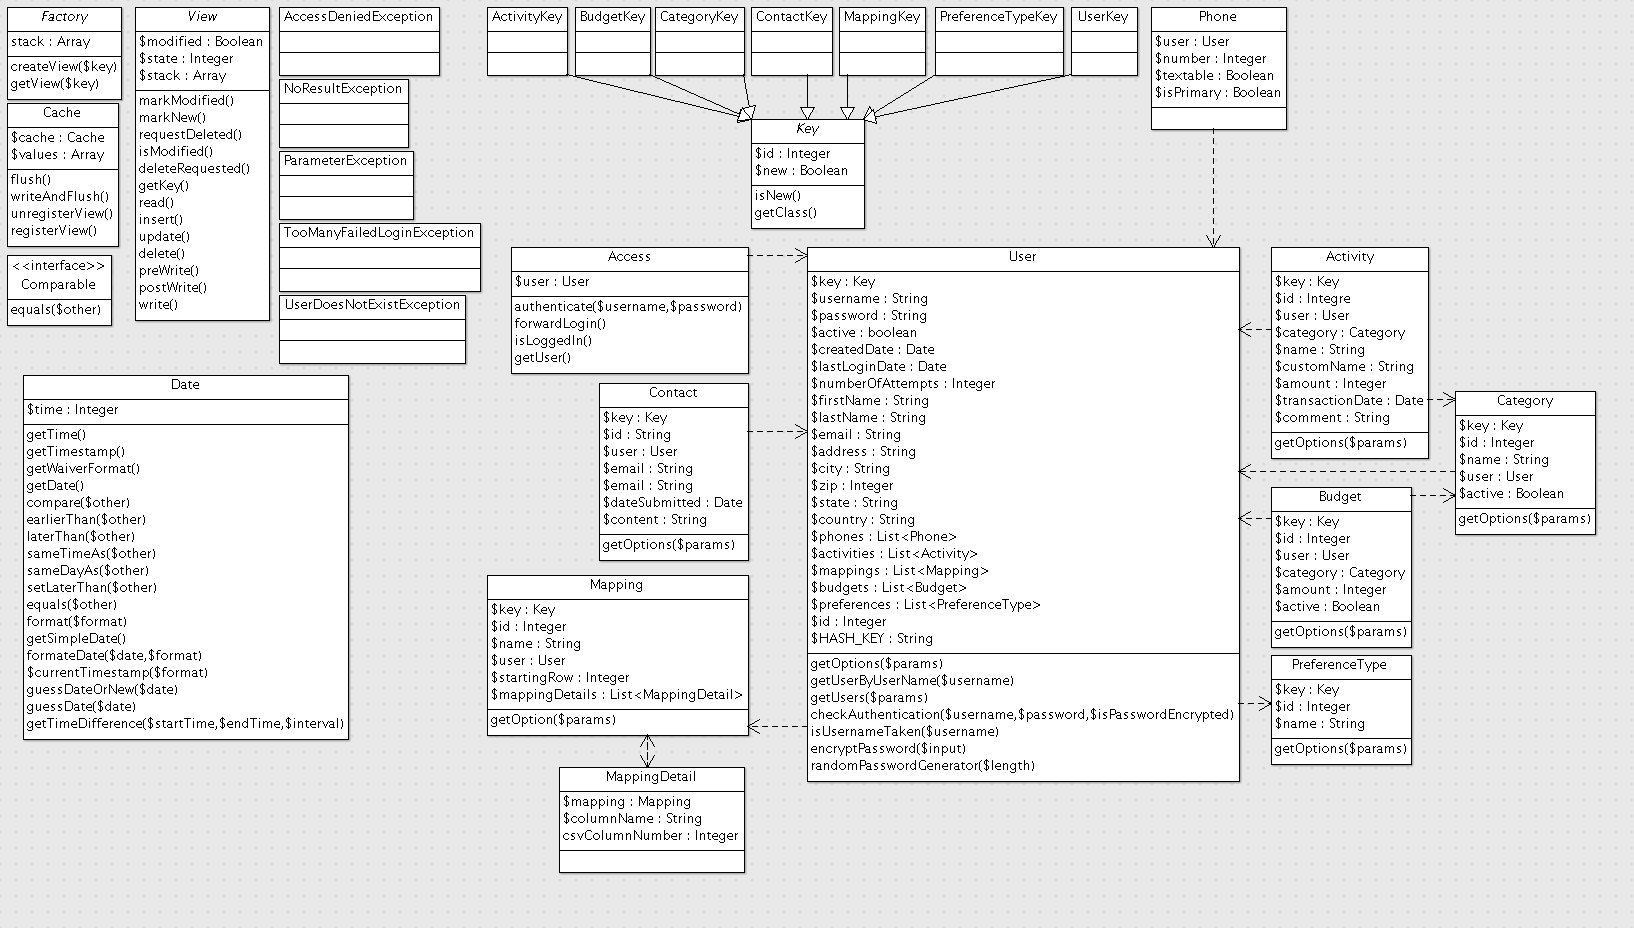 Factory
stack : Array
createView($key)
getView($key)
Cache
$cache : Cache
$values : Array
flush()
writeAndFlush()
unregisterView()
registerView()
<<interface>>
Comparable
equals($other)
View
$modified : Boolean
$state : Integer
$stack : Array
markModified()
markNew()
requestDeleted()
isModified()
deleteRequested()
getKey()
read()
insert()
update()
delete()
preWrite()
postWrite()
write()
AccessDeniedException
NoResultException
ParameterException
TooManyFailedLoginException
UserDoesNotExistException
ActivityKey
BudgetKey
CategoryKey
ContactKey
MappingKey
PreferenceTypeKey
UserKey
Key
$id : Integer
$new : Boolean
isNew()
getClass()
Phone
$user : User
$number : Integer
$textable : Boolean
$isPrimary : Boolean
Date
$time : Integer
getTime()
getTimestamp()
getWaiverFormat()
getDate()
compare($other)
earlierThan($other)
laterThan($other)
sameTimeAs($other)
sameDayAs($other)
setLaterThan($other)
equals($other)
format($format)
getSimpleDate()
formateDate($date,$format)
$currentTimestamp($format)
guessDateOrNew($date)
guessDate($date)
getTimeDifference($startTime,$endTime,$interval)
Access
$user : User
authenticate($username,$password)
forwardLogin()
isLoggedIn()
getUser()
Contact
$key : Key
$id : String
$user : User
$email : String
$email : String
$dateSubmitted : Date
$content : String
getOptions($params)
Mapping
$key : Key
$id : Integer
$name : String
$user : User
$startingRow : Integer
$mappingDetails : List<MappingDetail>
getOption($params)
MappingDetail
$mapping : Mapping
$columnName : String
csvColumnNumber : Integer
User
$key : Key
$username : String
$password : String
$active : boolean
$createdDate : Date
$lastLoginDate : Date
$numberOfAttempts : Integer
$firstName : String
$lastName : String
$email : String
$address : String
$city : String
$zip : Integer
$state : String
$country : String
$phones : List<Phone>
$activities : List<Activity>
$mappings : List<Mapping>
$budgets : List<Budget>
$preferences : List<PreferenceType>
$id : Integer
$HASH_KEY : String
getOptions($params)
getUserByUserName($username)
getUsers($params)
checkAuthentication($username,$password,$isPasswordEncrypted)
isUsernameTaken($username)
encryptPassword($input)
randomPasswordGenerator($length)
Activity
$key : Key
$id : Integre
$user : User
$category : Category
$name : String
$customName : String
$amount : Integer
$transactionDate : Date
$comment : String
getOptions($params)
Category
$key : Key
$id : Integer
$name : String
$user : User
$active : Boolean
getOptions($params)
Budget
$key : Key
$id : Integer
$user : User
$category : Category
$amount : Integer
$active : Boolean
getOptions($params)
PreferenceType
$key : Key
$id : Integer
$name : String
getOptions($params)